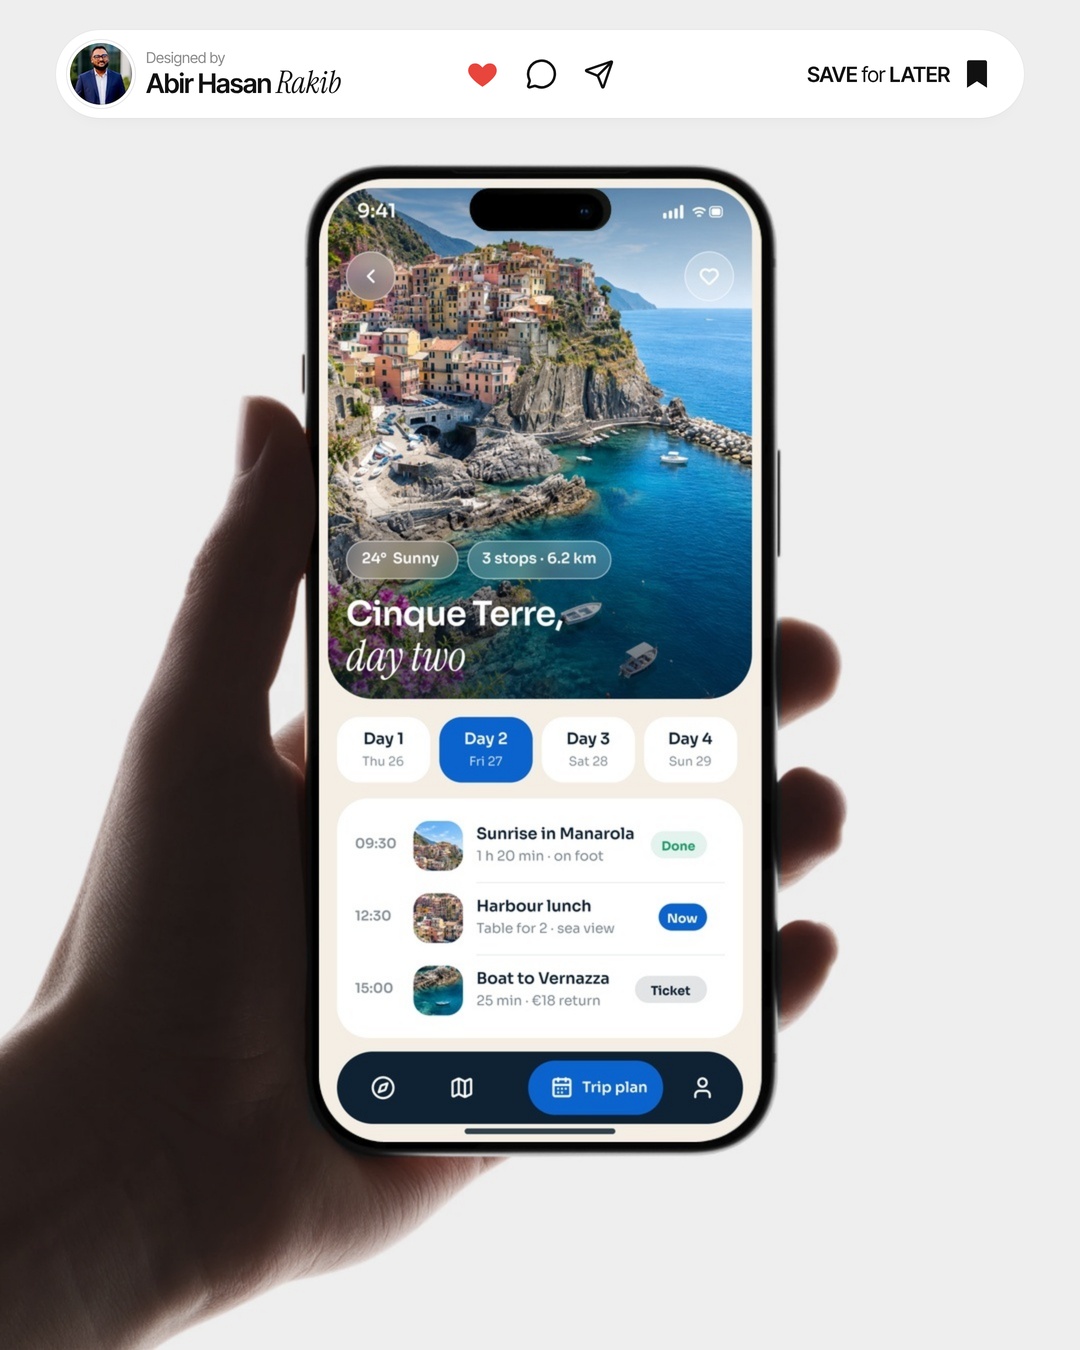 Designed by
Abir Hasan Rakib
SAVE for LATER
9:41
24° Sunny
3 stops · 6.2 km
Cinque Terre,
day two
Day 1
Thu 26
Day 2
Fri 27
Day 3
Sat 28
Day 4
Sun 29
09:30
Sunrise in Manarola
1 h 20 min · on foot
Done
12:30
Harbour lunch
Table for 2 · sea view
Now
15:00
Boat to Vernazza
25 min · €18 return
Ticket
Trip plan